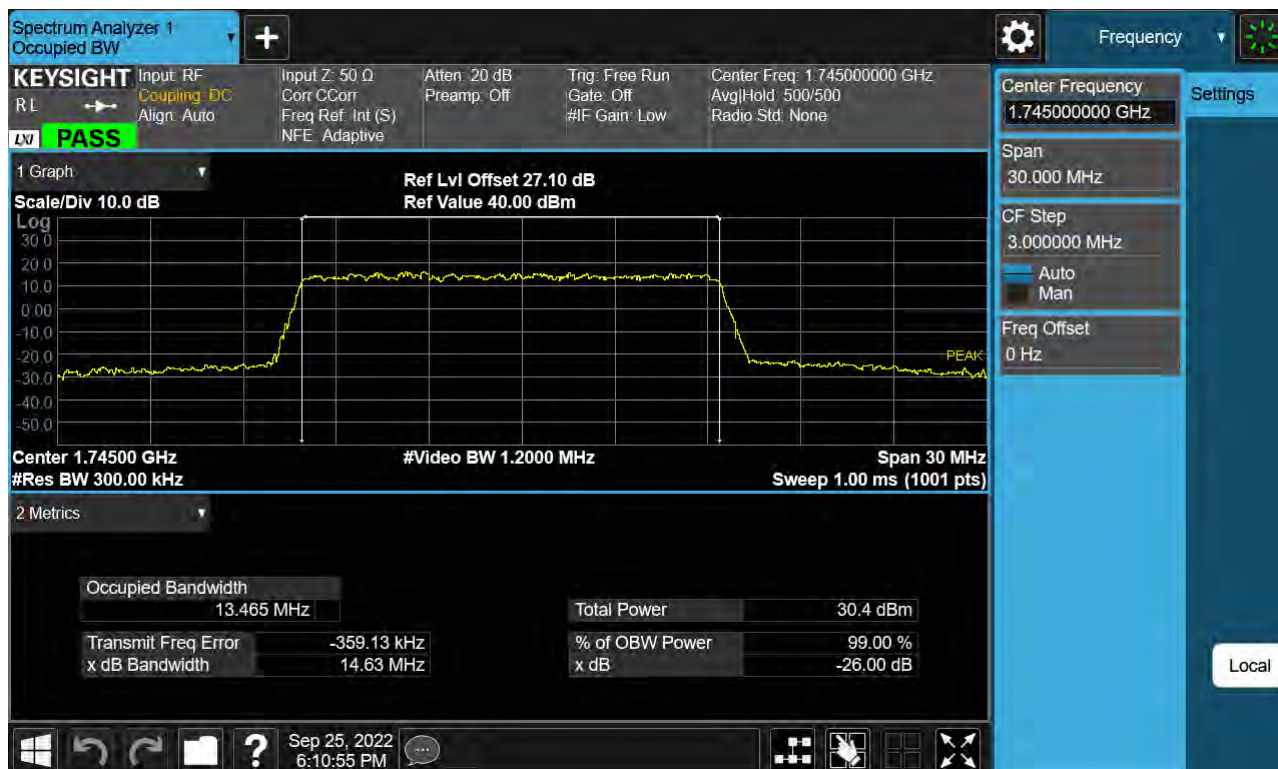 Spectrum Analyzer 1
Occupied BW
Frequency
KEYSIGHT
R L
LXI
PASS
Input: RF
Coupling: DC
Align: Auto
Input Z: 50 Ω
Corr CCorr
Freq Ref: Int (S)
NFE: Adaptive
Atten: 20 dB
Preamp: Off
Trig: Free Run
Gate: Off
#IF Gain: Low
Center Freq: 1.745000000 GHz
Avg|Hold: 500/500
Radio Std: None
Center Frequency
1.745000000 GHz
Settings
Span
30.000 MHz
CF Step
3.000000 MHz
Auto
Man
Freq Offset
0 Hz
1 Graph
Scale/Div 10.0 dB
Ref Lvl Offset 27.10 dB
Ref Value 40.00 dBm
Log
30.0
20.0
10.0
0.00
-10.0
-20.0
-30.0
-40.0
-50.0
PEAK
Center 1.74500 GHz
#Video BW 1.2000 MHz
Span 30 MHz
#Res BW 300.00 kHz
Sweep 1.00 ms (1001 pts)
2 Metrics
Occupied Bandwidth
13.465 MHz
Total Power 30.4 dBm
Transmit Freq Error -359.13 kHz
% of OBW Power 99.00 %
x dB Bandwidth 14.63 MHz
x dB -26.00 dB
Local
?
Sep 25, 2022
6:10:55 PM